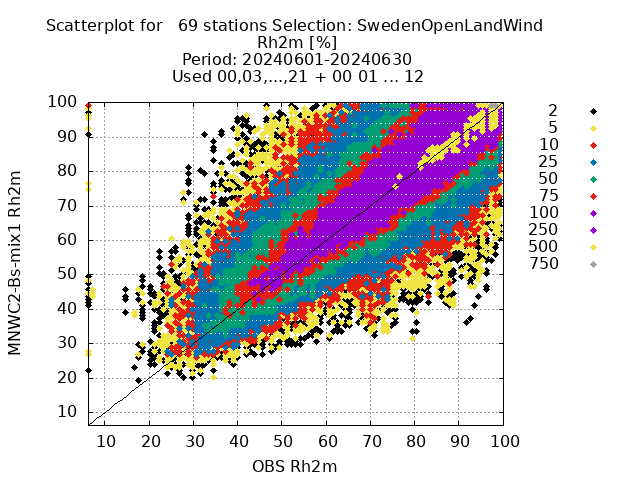 Scatterplot for   69 stations Selection: SwedenOpenLandWind
Rh2m [%]
Period: 20240601-20240630
Used 00,03,...,21 + 00 01 ... 12
MNWC2-Bs-mix1 Rh2m
100
90
80
70
60
50
40
30
20
10
10 20 30 40 50 60 70 80 90 100
OBS Rh2m
2
5
10
25
50
75
100
250
500
750